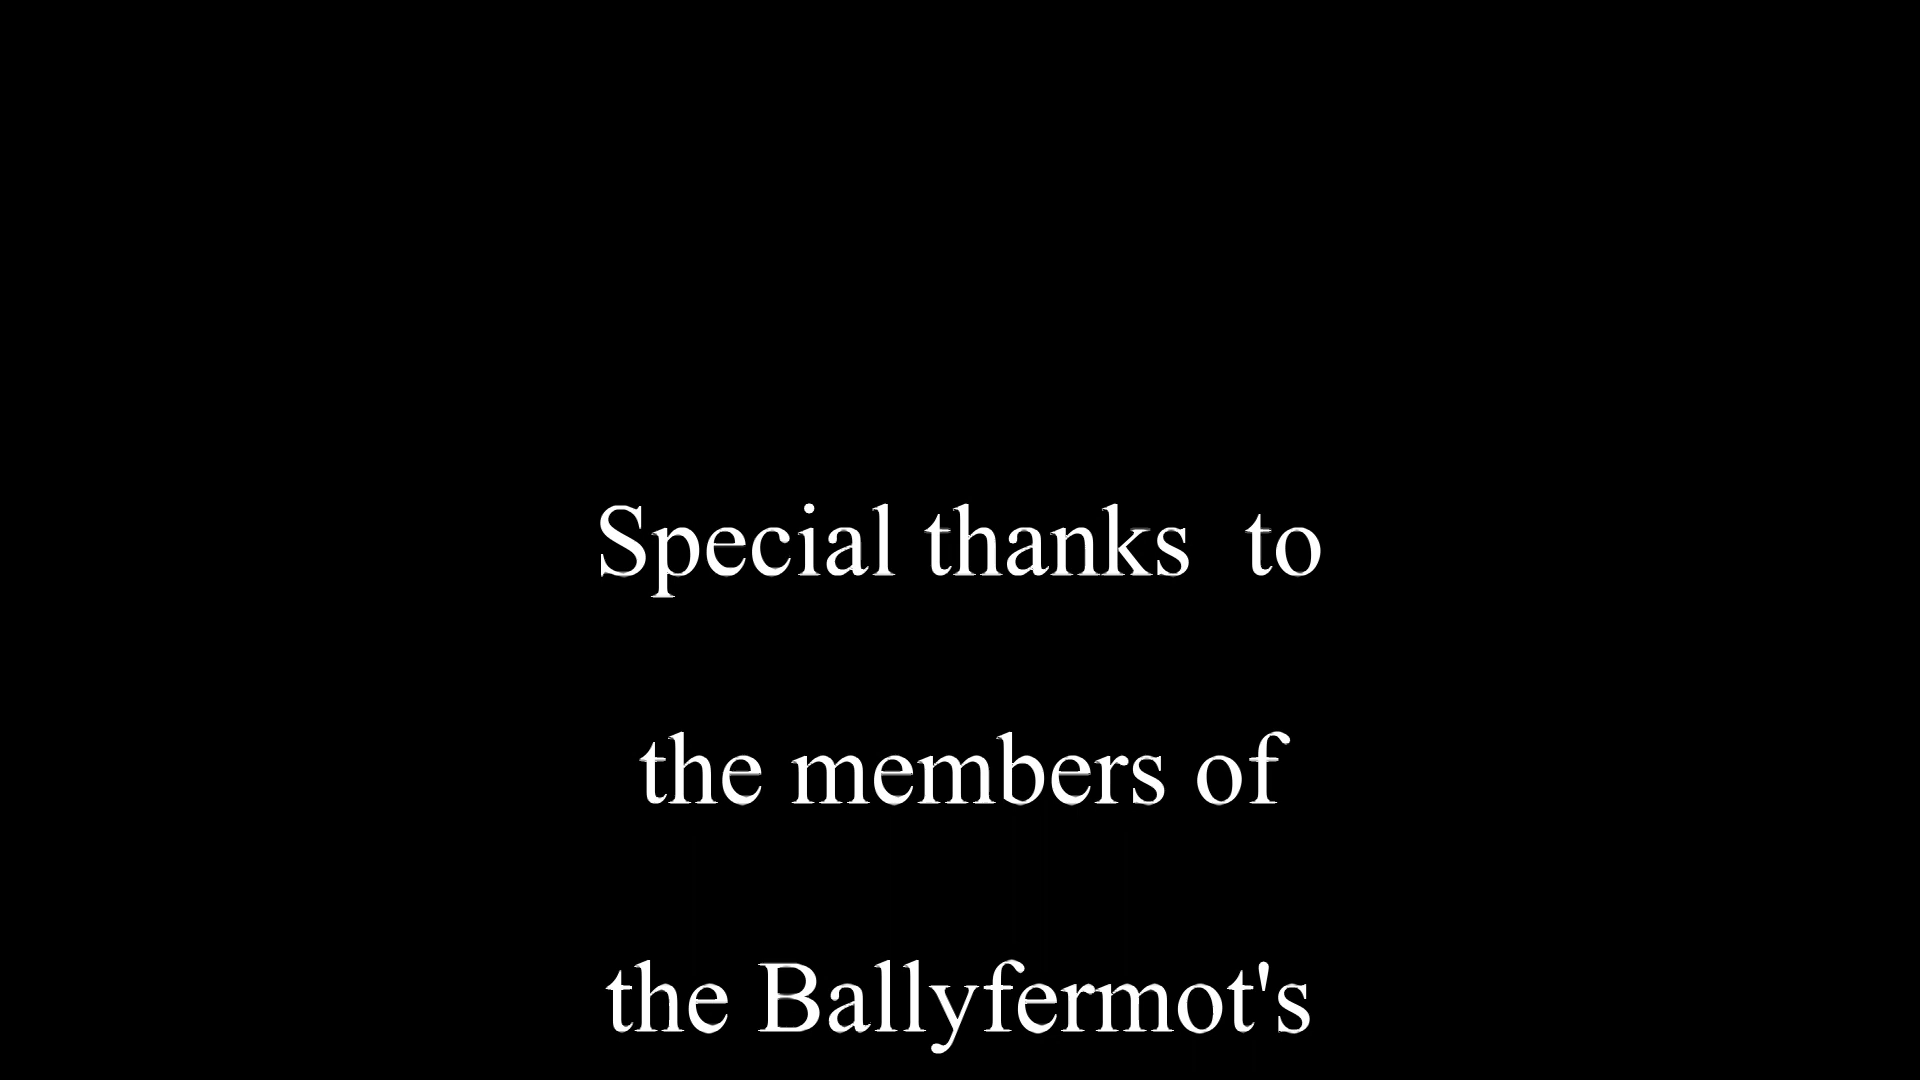 Special thanks  to
the members of
the Ballyfermot's